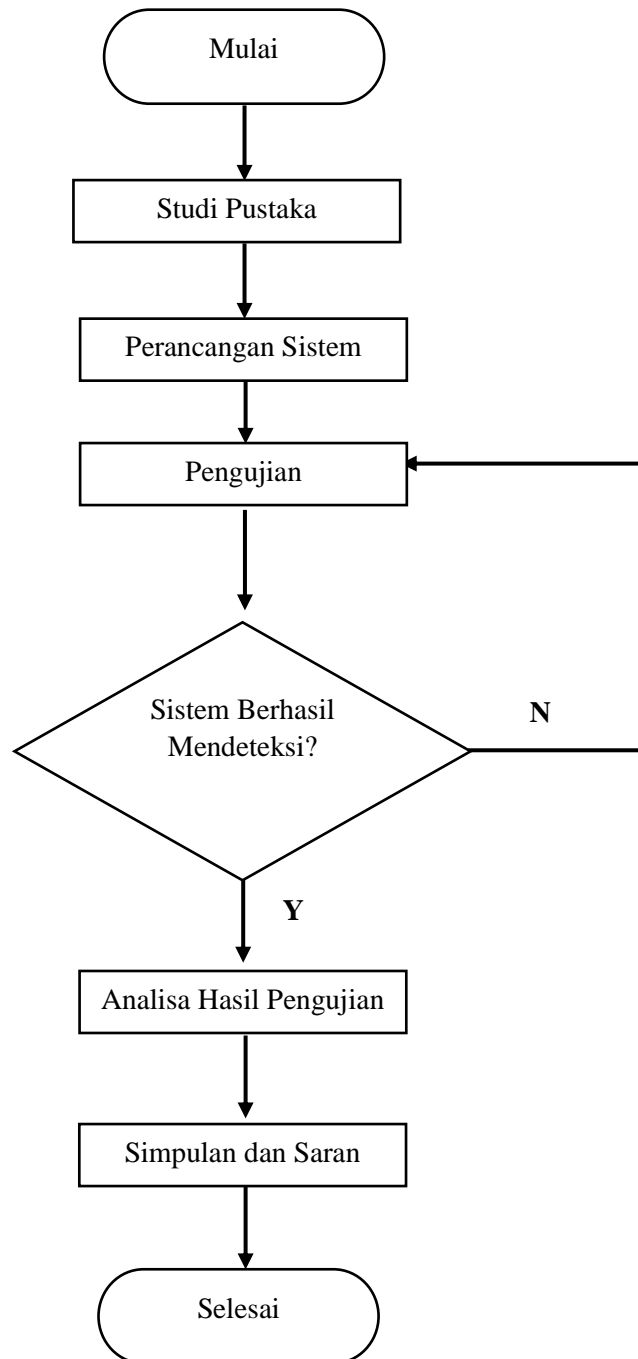 Mulai
Studi Pustaka
Perancangan Sistem
Pengujian
Sistem Berhasil
Mendeteksi?
N
Y
Analisa Hasil Pengujian
Simpulan dan Saran
Selesai